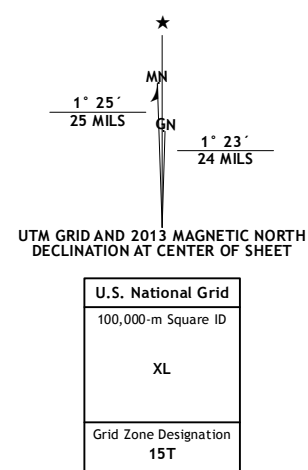 ★
MN
1° 25´
25 MILS
GN
1° 23´
24 MILS
UTM GRID AND 2013 MAGNETIC NORTH
DECLINATION AT CENTER OF SHEET
U.S. National Grid
100,000-m Square ID
XL
Grid Zone Designation
15T